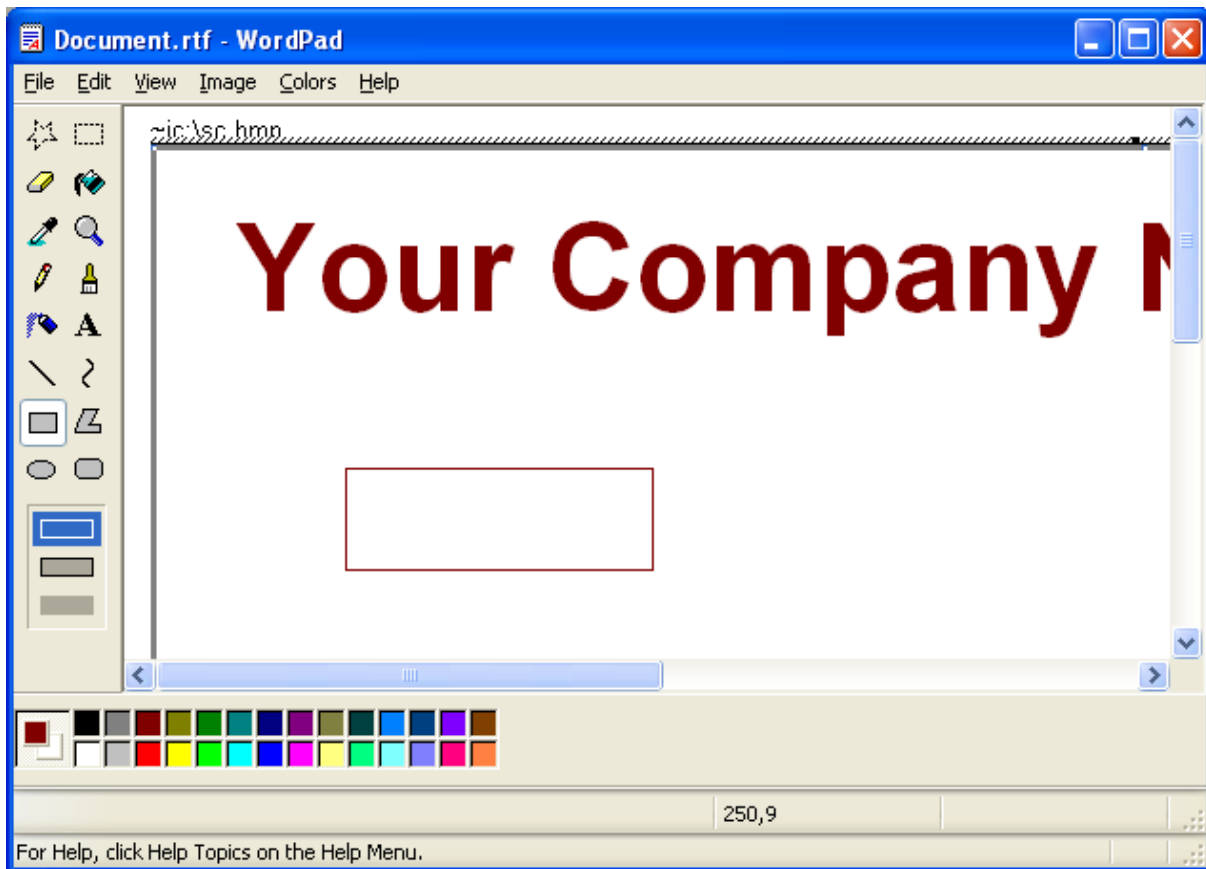 Document.rtf - WordPad
File Edit View Image Colors Help
Your Company
250,9
For Help, click Help Topics on the Help Menu.